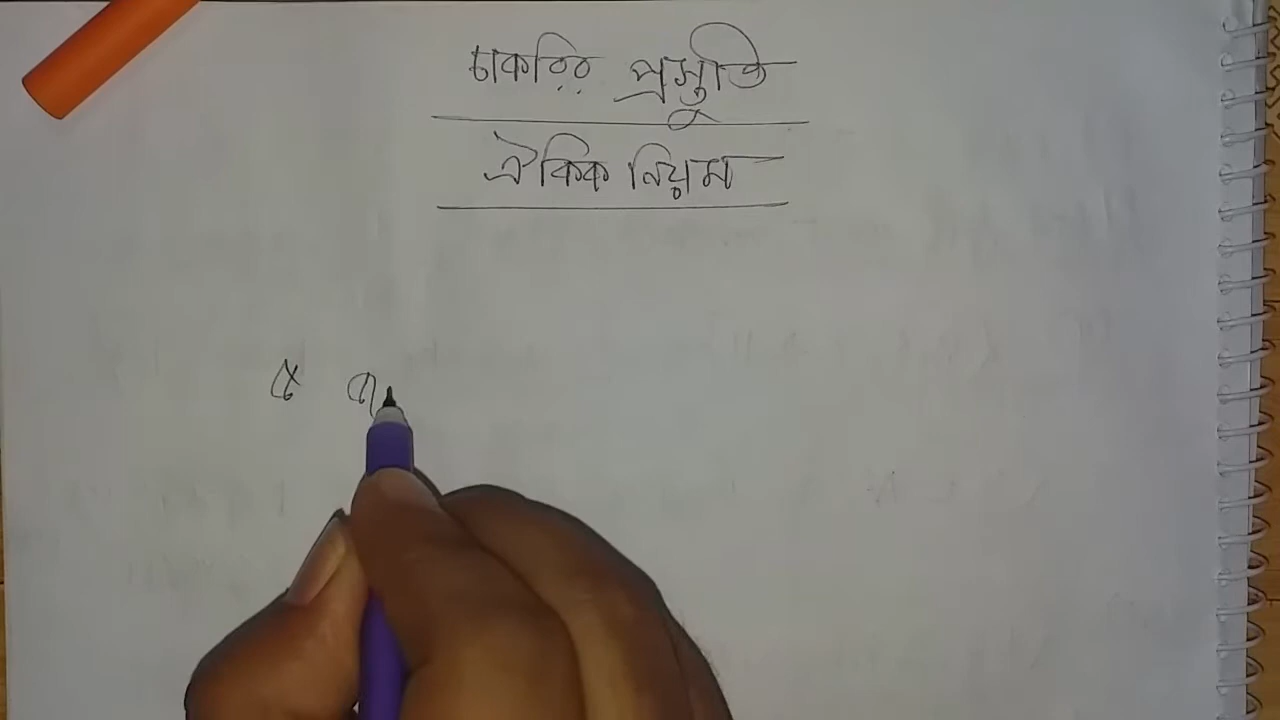 চাকরির প্রস্তুতি
ঐকিক নিয়ম
৫